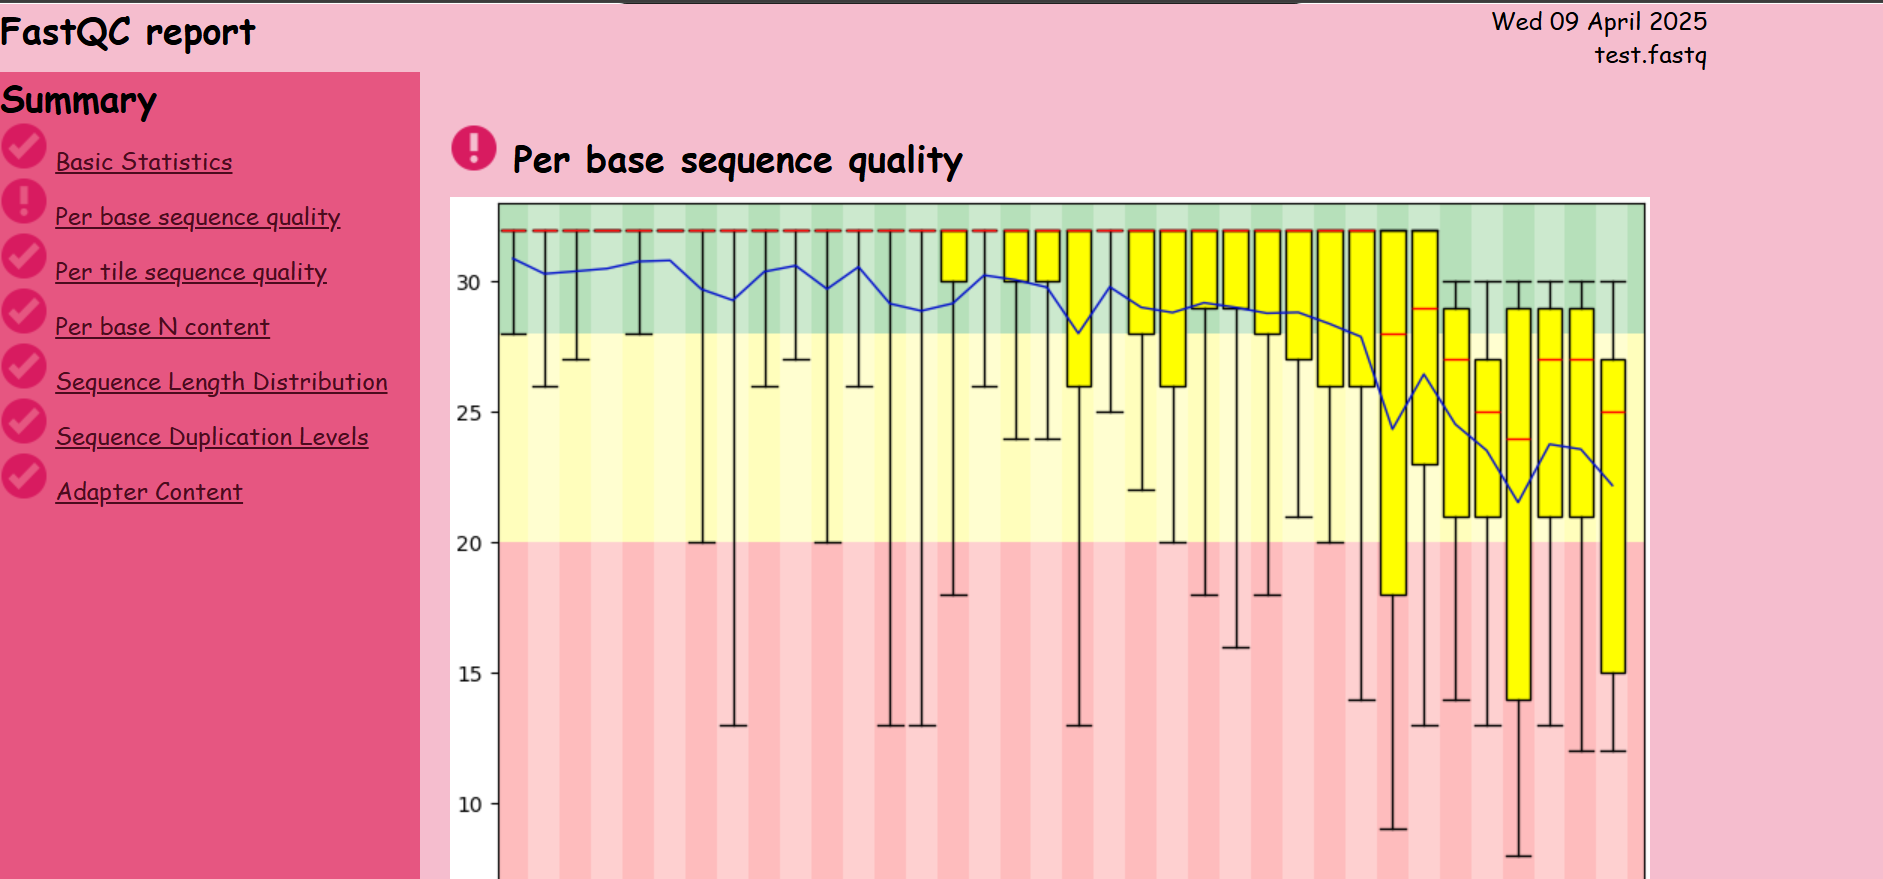 FastQC report
Wed 09 April 2025
test.fastq
Summary
Basic Statistics
Per base sequence quality
Per tile sequence quality
Per base N content
Sequence Length Distribution
Sequence Duplication Levels
Adapter Content
Per base sequence quality
30
25
20
15
10